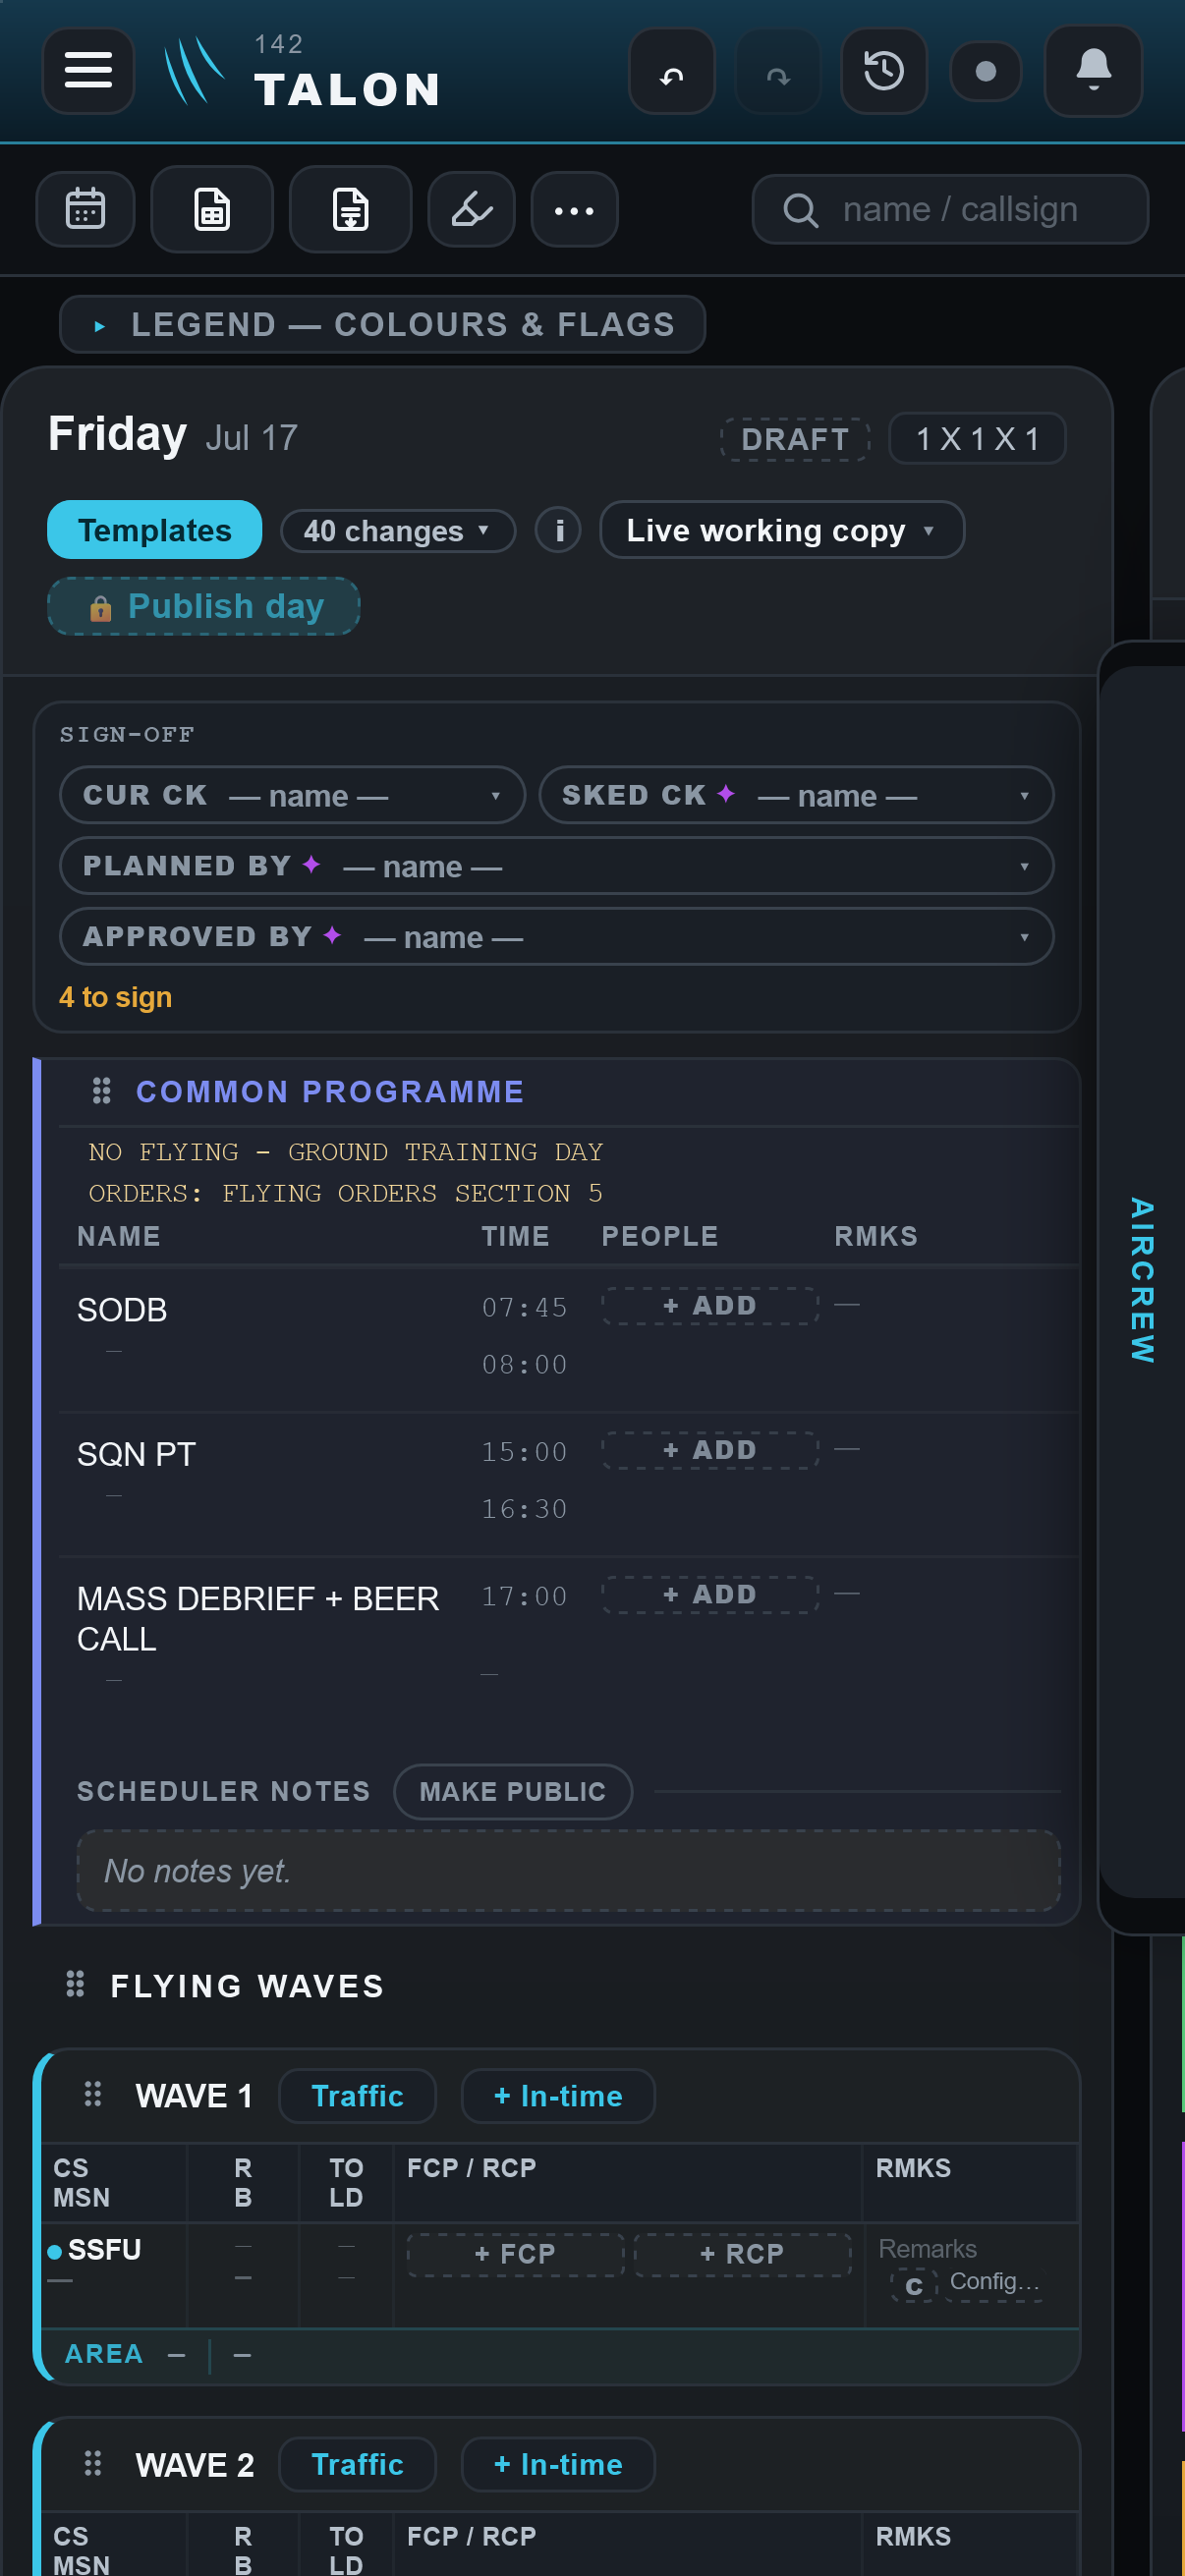 142
TALON
name / callsign
LEGEND — COLOURS & FLAGS
Friday Jul 17 DRAFT 1 X 1 X 1
Templates 40 changes ▾ i Live working copy ▾
🔒 Publish day
SIGN-OFF
CUR CK — name — ▾ SKED CK ✦ — name — ▾
PLANNED BY ✦ — name — ▾
APPROVED BY ✦ — name — ▾
4 to sign
COMMON PROGRAMME
NO FLYING - GROUND TRAINING DAY
ORDERS: FLYING ORDERS SECTION 5
NAME TIME PEOPLE RMKS
SODB 07:45 + ADD —
— 08:00
SQN PT 15:00 + ADD —
— 16:30
MASS DEBRIEF + BEER 17:00 + ADD —
CALL
— —
AIRCREW
SCHEDULER NOTES MAKE PUBLIC
No notes yet.
FLYING WAVES
WAVE 1 Traffic + In-time
CS R TO FCP / RCP RMKS
MSN B LD
SSFU — — + FCP + RCP Remarks
— — — C Config...
AREA — | —
WAVE 2 Traffic + In-time
CS R TO FCP / RCP RMKS
MSN B LD